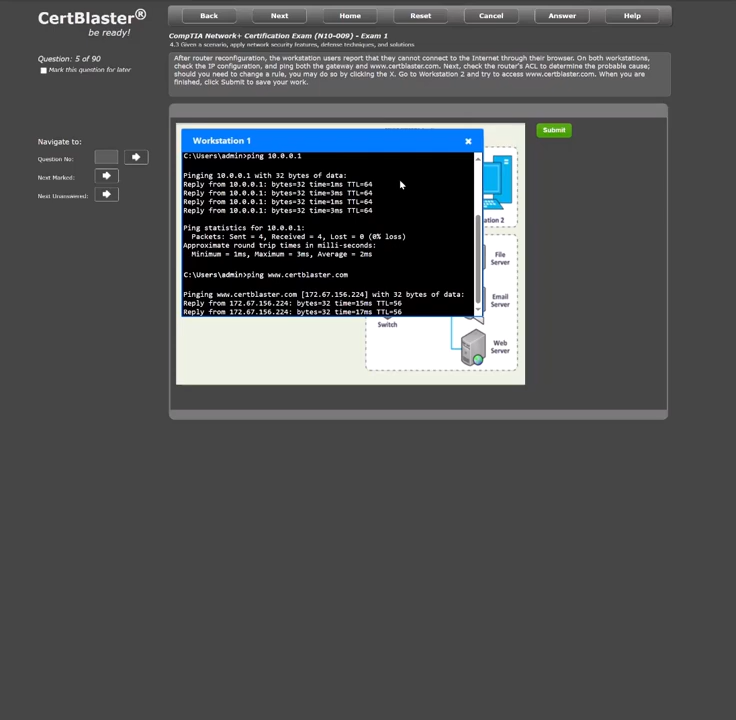 CertBlaster®
be ready!
Back
Next
Home
Reset
Cancel
Answer
Help
CompTIA Network+ Certification Exam (N10-009) - Exam 1
4.3 Given a scenario, apply network security features, defense techniques, and solutions
Question: 5 of 90
Mark this question for later
After router reconfiguration, the workstation users report that they cannot connect to the Internet through their browser. On both workstations,
check the IP configuration, and ping both the gateway and www.certblaster.com. Next, check the router's ACL to determine the probable cause;
should you need to change a rule, you may do so by clicking the X. Go to Workstation 2 and try to access www.certblaster.com. When you are
finished, click Submit to save your work.
Navigate to:
Question No:
Next Marked:
Next Unanswered:
Submit
Workstation 1
C:\Users\admin>ping 10.0.0.1
Pinging 10.0.0.1 with 32 bytes of data:
Reply from 10.0.0.1: bytes=32 time=1ms TTL=64
Reply from 10.0.0.1: bytes=32 time=3ms TTL=64
Reply from 10.0.0.1: bytes=32 time=1ms TTL=64
Reply from 10.0.0.1: bytes=32 time=3ms TTL=64
Ping statistics for 10.0.0.1:
Packets: Sent = 4, Received = 4, Lost = 0 (0% loss)
Approximate round trip times in milli-seconds:
Minimum = 1ms, Maximum = 3ms, Average = 2ms
C:\Users\admin>ping www.certblaster.com
Pinging www.certblaster.com [172.67.156.224] with 32 bytes of data:
Reply from 172.67.156.224: bytes=32 time=15ms TTL=56
Reply from 172.67.156.224: bytes=32 time=17ms TTL=56
ation 2
File
Server
Email
Server
Switch
Web
Server